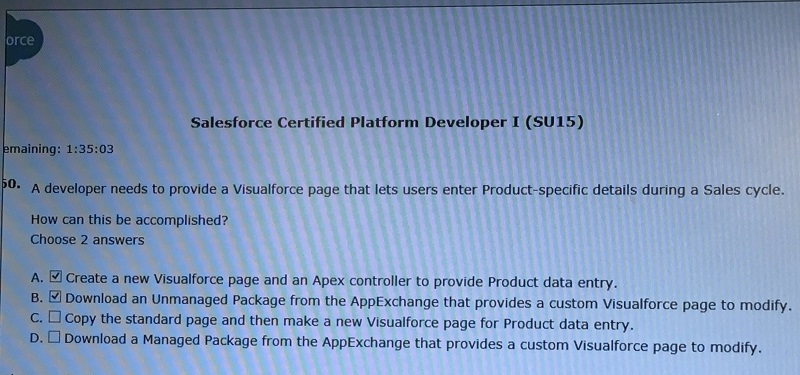 orce
Salesforce Certified Platform Developer I (SU15)
emaining: 1:35:03
50. A developer needs to provide a Visualforce page that lets users enter Product-specific details during a Sales cycle.
How can this be accomplished?
Choose 2 answers
A. Create a new Visualforce page and an Apex controller to provide Product data entry.
B. Download an Unmanaged Package from the AppExchange that provides a custom Visualforce page to modify.
C. Copy the standard page and then make a new Visualforce page for Product data entry.
D. Download a Managed Package from the AppExchange that provides a custom Visualforce page to modify.